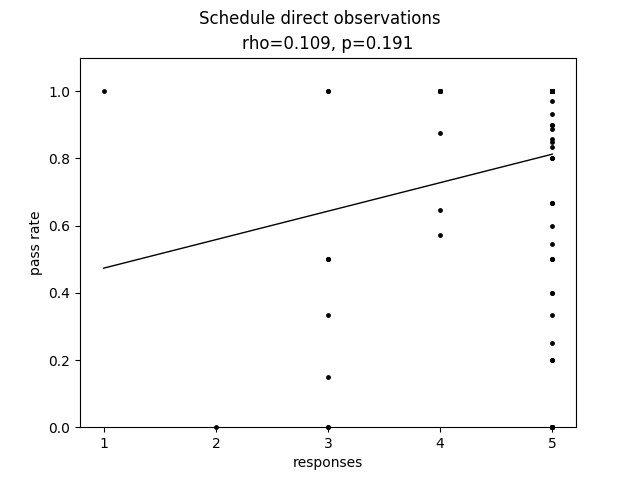 Schedule direct observations
rho=0.109, p=0.191
1.0
0.8
0.6
0.4
0.2
0.0
pass rate
1 2 3 4 5
responses